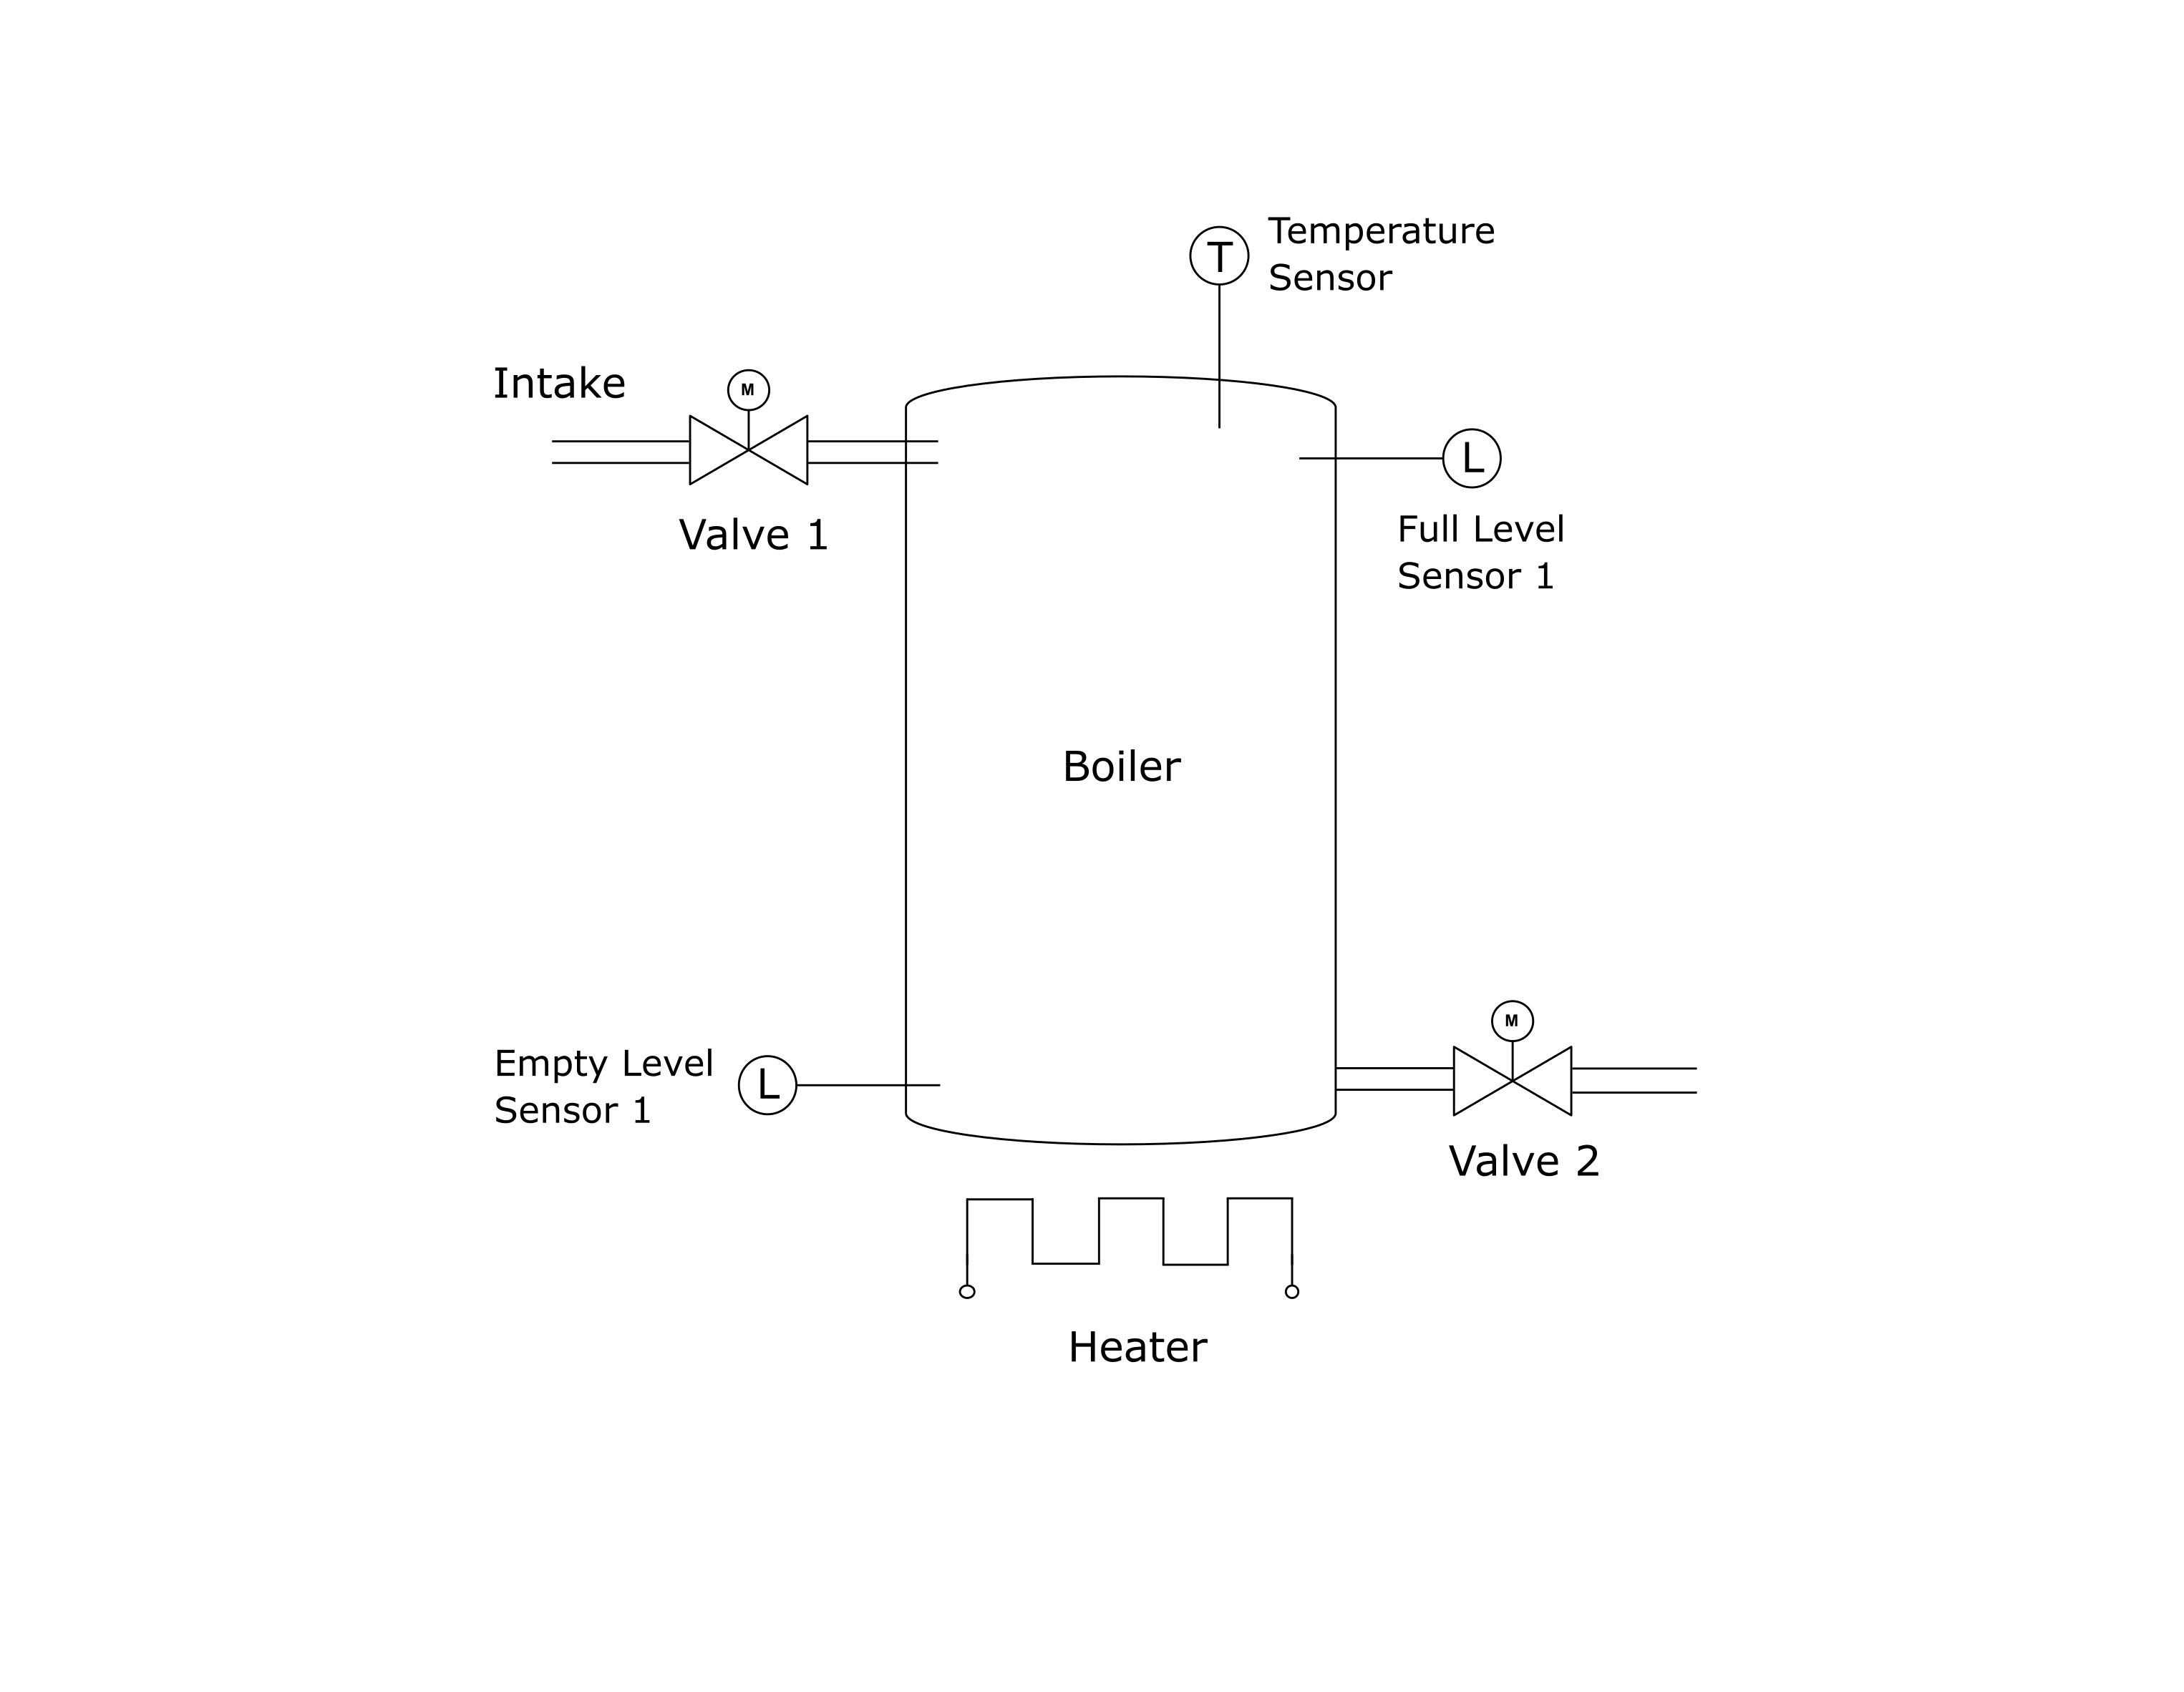 Temperature
Sensor
T
Intake
M
Valve 1
L
Full Level
Sensor 1
Boiler
M
Empty Level
Sensor 1
L
Valve 2
Heater